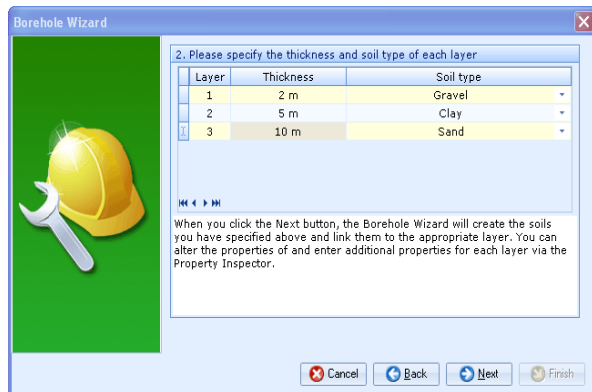 Borehole Wizard
2. Please specify the thickness and soil type of each layer
Layer Thickness Soil type
1 2 m Gravel
2 5 m Clay
3 10 m Sand
When you click the Next button, the Borehole Wizard will create the soils
you have specified above and link them to the appropriate layer. You can
alter the properties of and enter additional properties for each layer via the
Property Inspector.
Cancel Back Next Finish